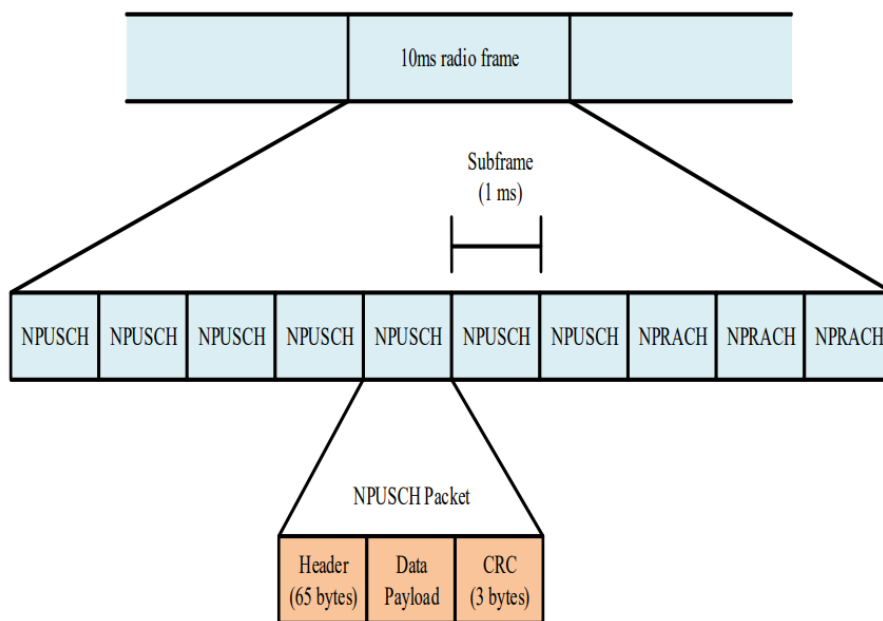 10ms radio frame
Subframe
(1 ms)
NPUSCH NPUSCH NPUSCH NPUSCH NPUSCH NPUSCH NPUSCH NPRACH NPRACH NPRACH
NPUSCH Packet
Header
(65 bytes)
Data
Payload
CRC
(3 bytes)